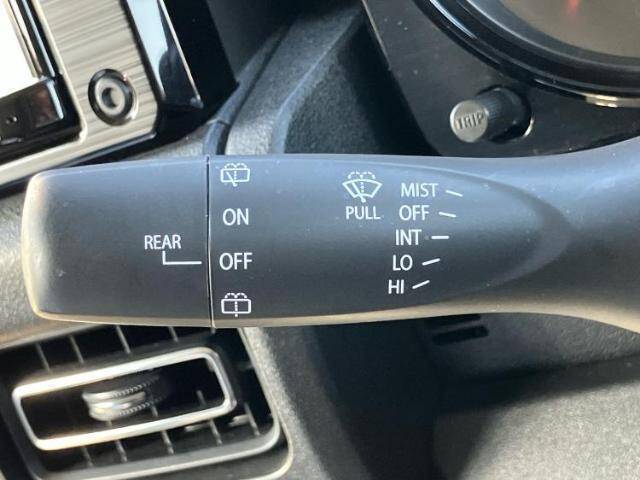 TRIP
MIST
PULL OFF
ON
INT
REAR
OFF
LO
HI